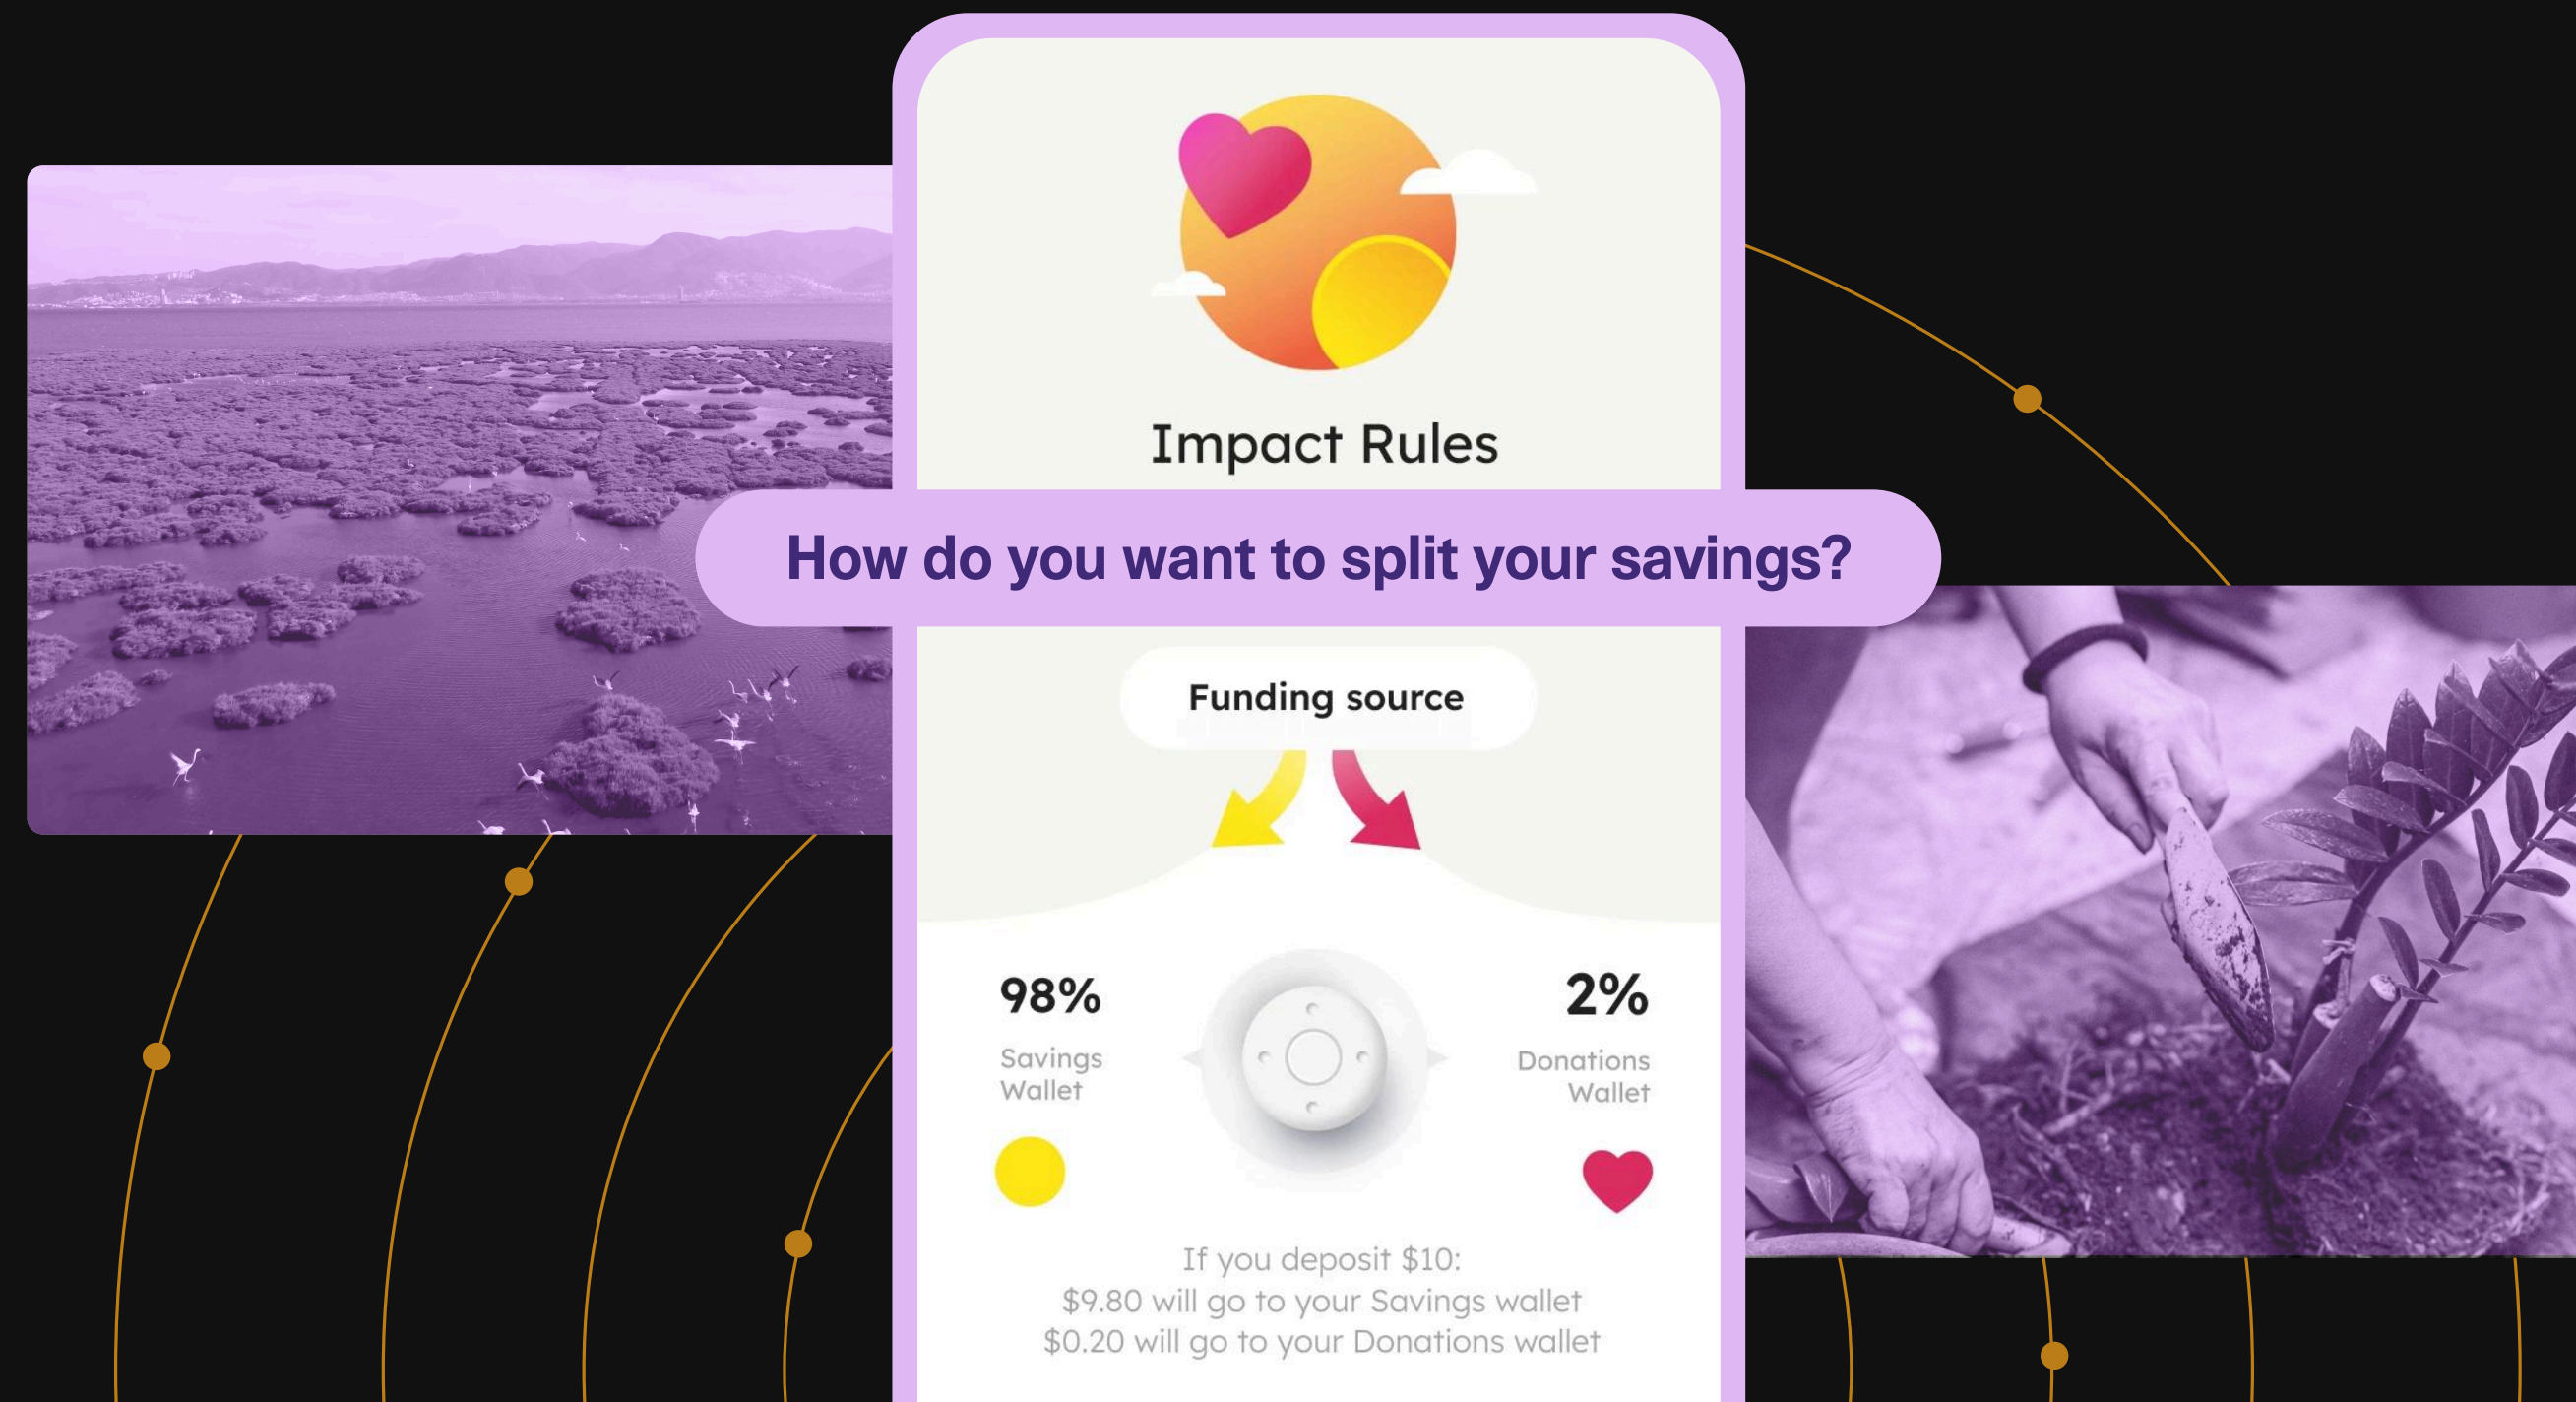 Impact Rules
How do you want to split your savings?
Funding source
98%
Savings
Wallet
2%
Donations
Wallet
If you deposit $10:
$9.80 will go to your Savings wallet
$0.20 will go to your Donations wallet